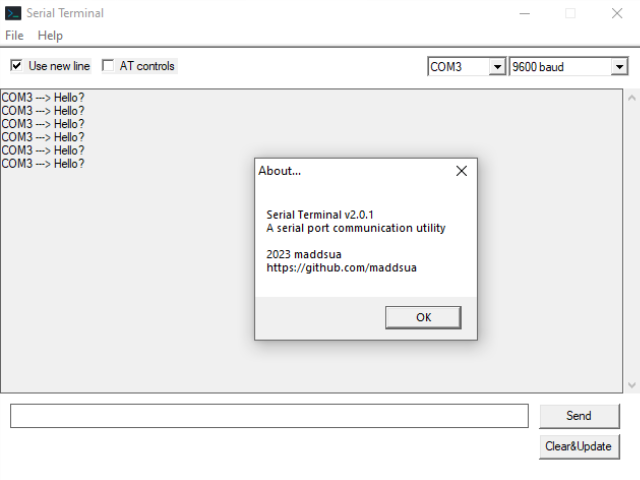 Serial Terminal
File Help
Use new line AT controls COM3 9600 baud
COM3 ---> Hello?
COM3 ---> Hello?
COM3 ---> Hello?
COM3 ---> Hello?
COM3 ---> Hello?
COM3 ---> Hello?
About...
Serial Terminal v2.0.1
A serial port communication utility
2023 maddsua
https://github.com/maddsua
OK
Send
Clear&Update